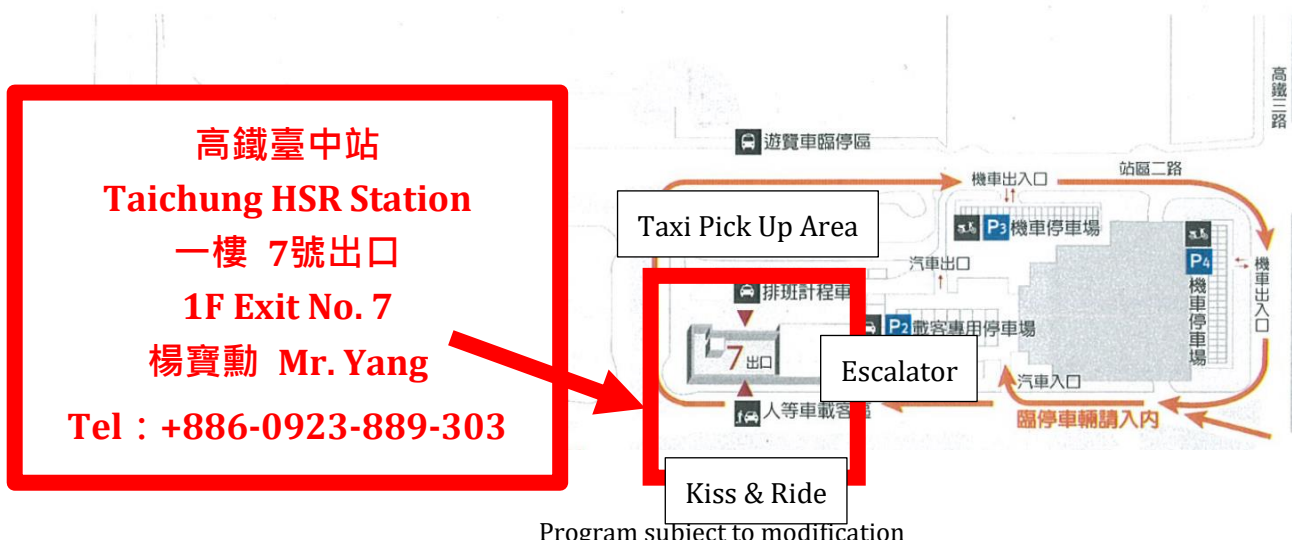 高鐵臺中站
Taichung HSR Station
一樓 7號出口
1F Exit No. 7
楊寶勳 Mr. Yang
Tel：+886-0923-889-303
高鐵三路
遊覽車臨停區
站區二路
機車出入口
Taxi Pick Up Area
P3機車停車場
P4
機車停車場
機車出入口
汽車出口
排班計程車
P2載客專用停車場
7出口
Escalator
汽車入口
人等車載客區
臨停車輛請入內
Kiss & Ride
Program subject to modification